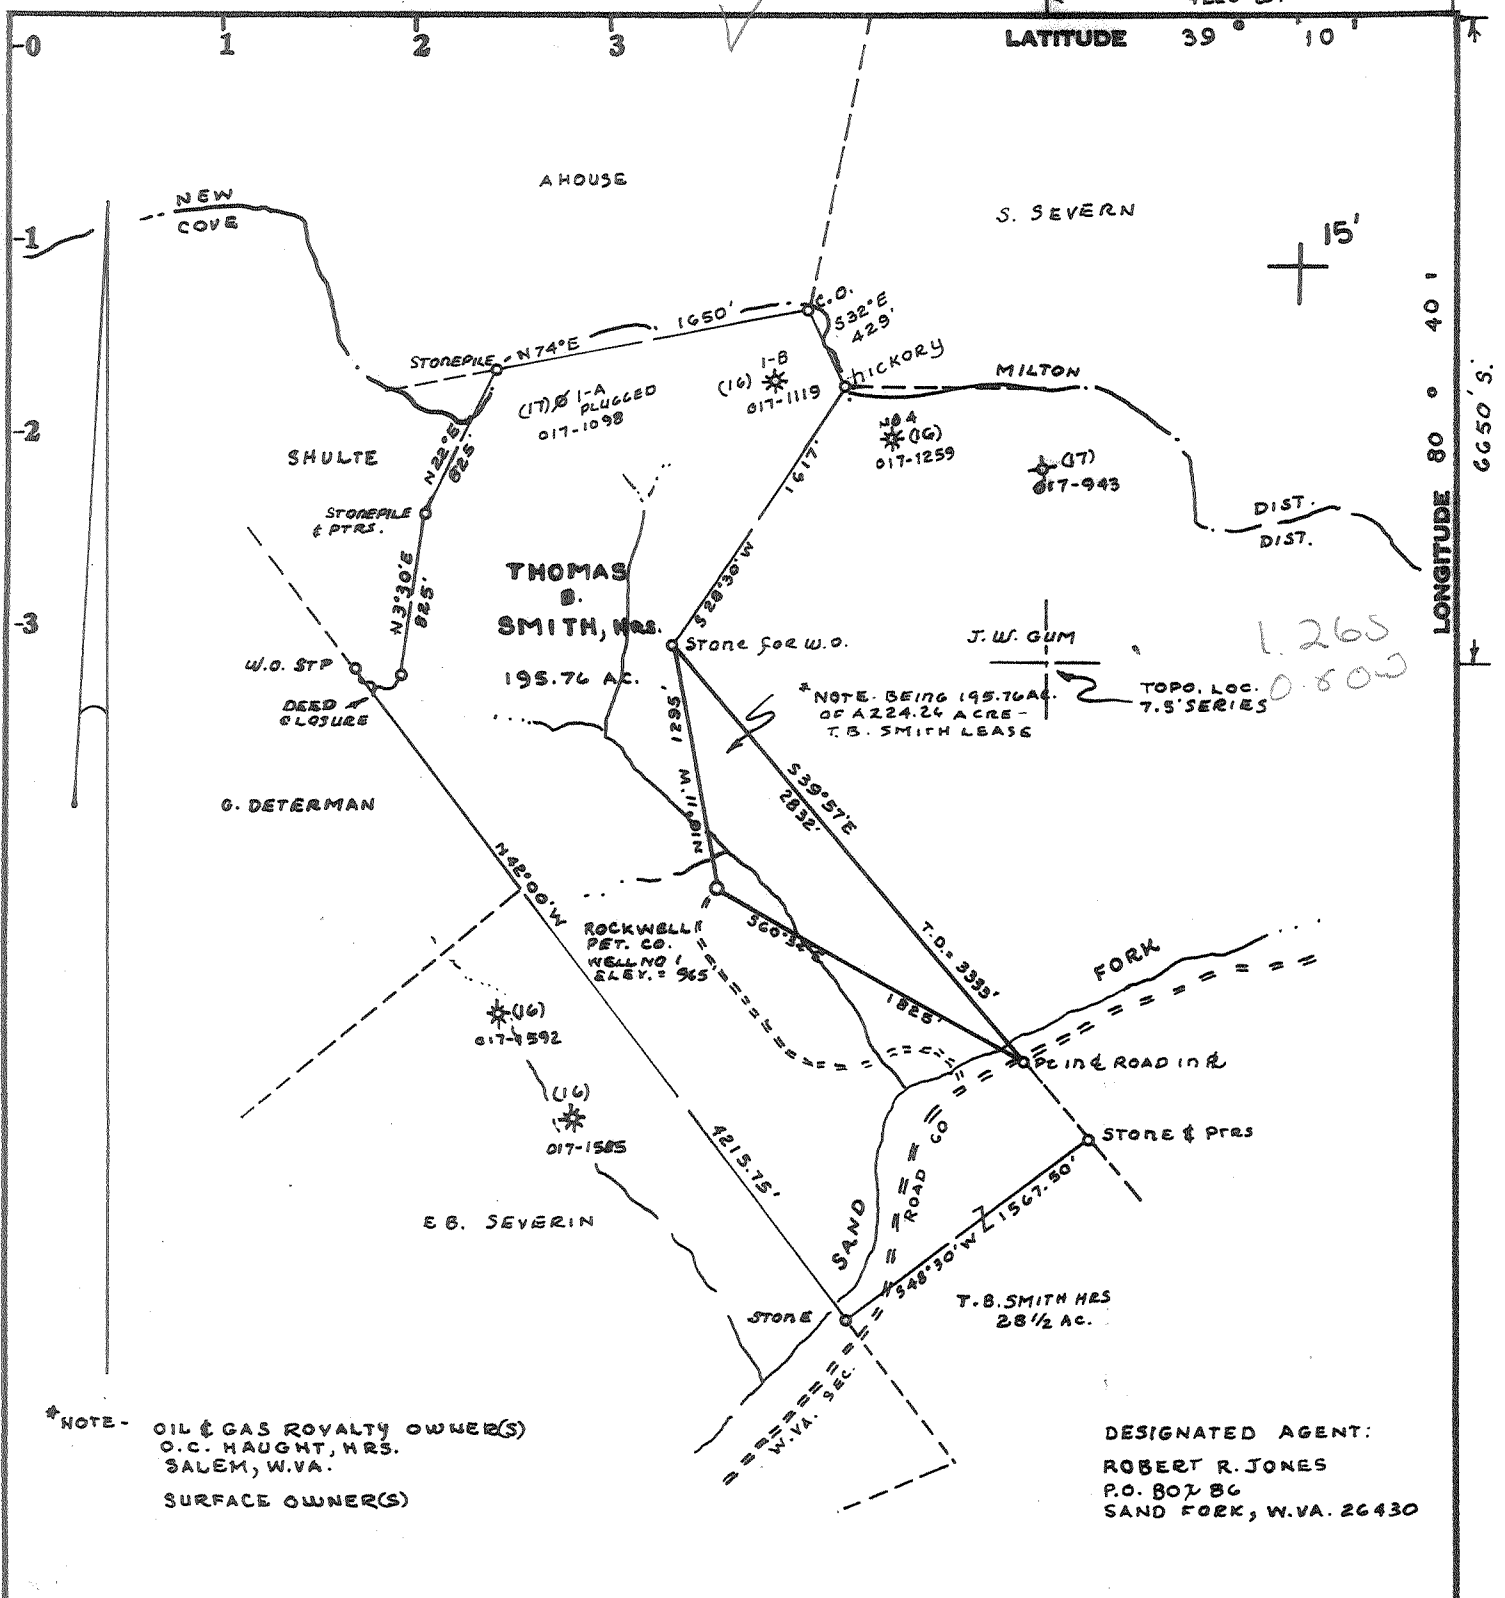 -0 1 2 3 LATITUDE 39° 10'
A HOUSE
NEW
COVE
S. SEVERN
-1
15'
C.O.
1650'
S32°E
429'
N74°E
STONEPILE
HICKORY
1-B
(16)
017-1119
MILTON
(17) 1-A
PLUGGED
017-1098
NO 4
(16)
017-1259
(17)
017-943
40'
80°
LONGITUDE
6650' S.
-2
SHULTE
N22°E
825'
1617'
STONEPILE
& PTRS.
DIST.
DIST.
N3°30'E
825'
THOMAS
B.
SMITH, HRS.
195.76 AC.
S28°30'W
-3
STONE FOR W.O.
J.W. GUM
1.26S
W.O. STP
DEED
CLOSURE
TOPO. LOC.
7.5' SERIES
*NOTE- BEING 195.76 AC.
OF A 224.26 ACRE-
T.B. SMITH LEASE
1295'
N10°11'W
S39°57'E
2832'
G. DETERMAN
N42°00'W
ROCKWELL
PET. CO.
WELL NO 1
ELEV. = 965'
S60°32'E
T.D. = 3333'
1825'
FORK
(16)
017-1592
PL IN ₵ ROAD IN ₵
(16)
017-1585
4215.75'
STONE & PTRS
CO
ROAD
SAND
1567.50'
S48°30'W
E.B. SEVERIN
STONE
T.B. SMITH HRS
28 1/2 AC.
W.VA. SEC.
*NOTE- OIL & GAS ROYALTY OWNER(S)
O.C. HAUGHT, HRS.
SALEM, W.VA.
SURFACE OWNER(S)
DESIGNATED AGENT:
ROBERT R. JONES
P.O. BOX 86
SAND FORK, W.VA. 26430